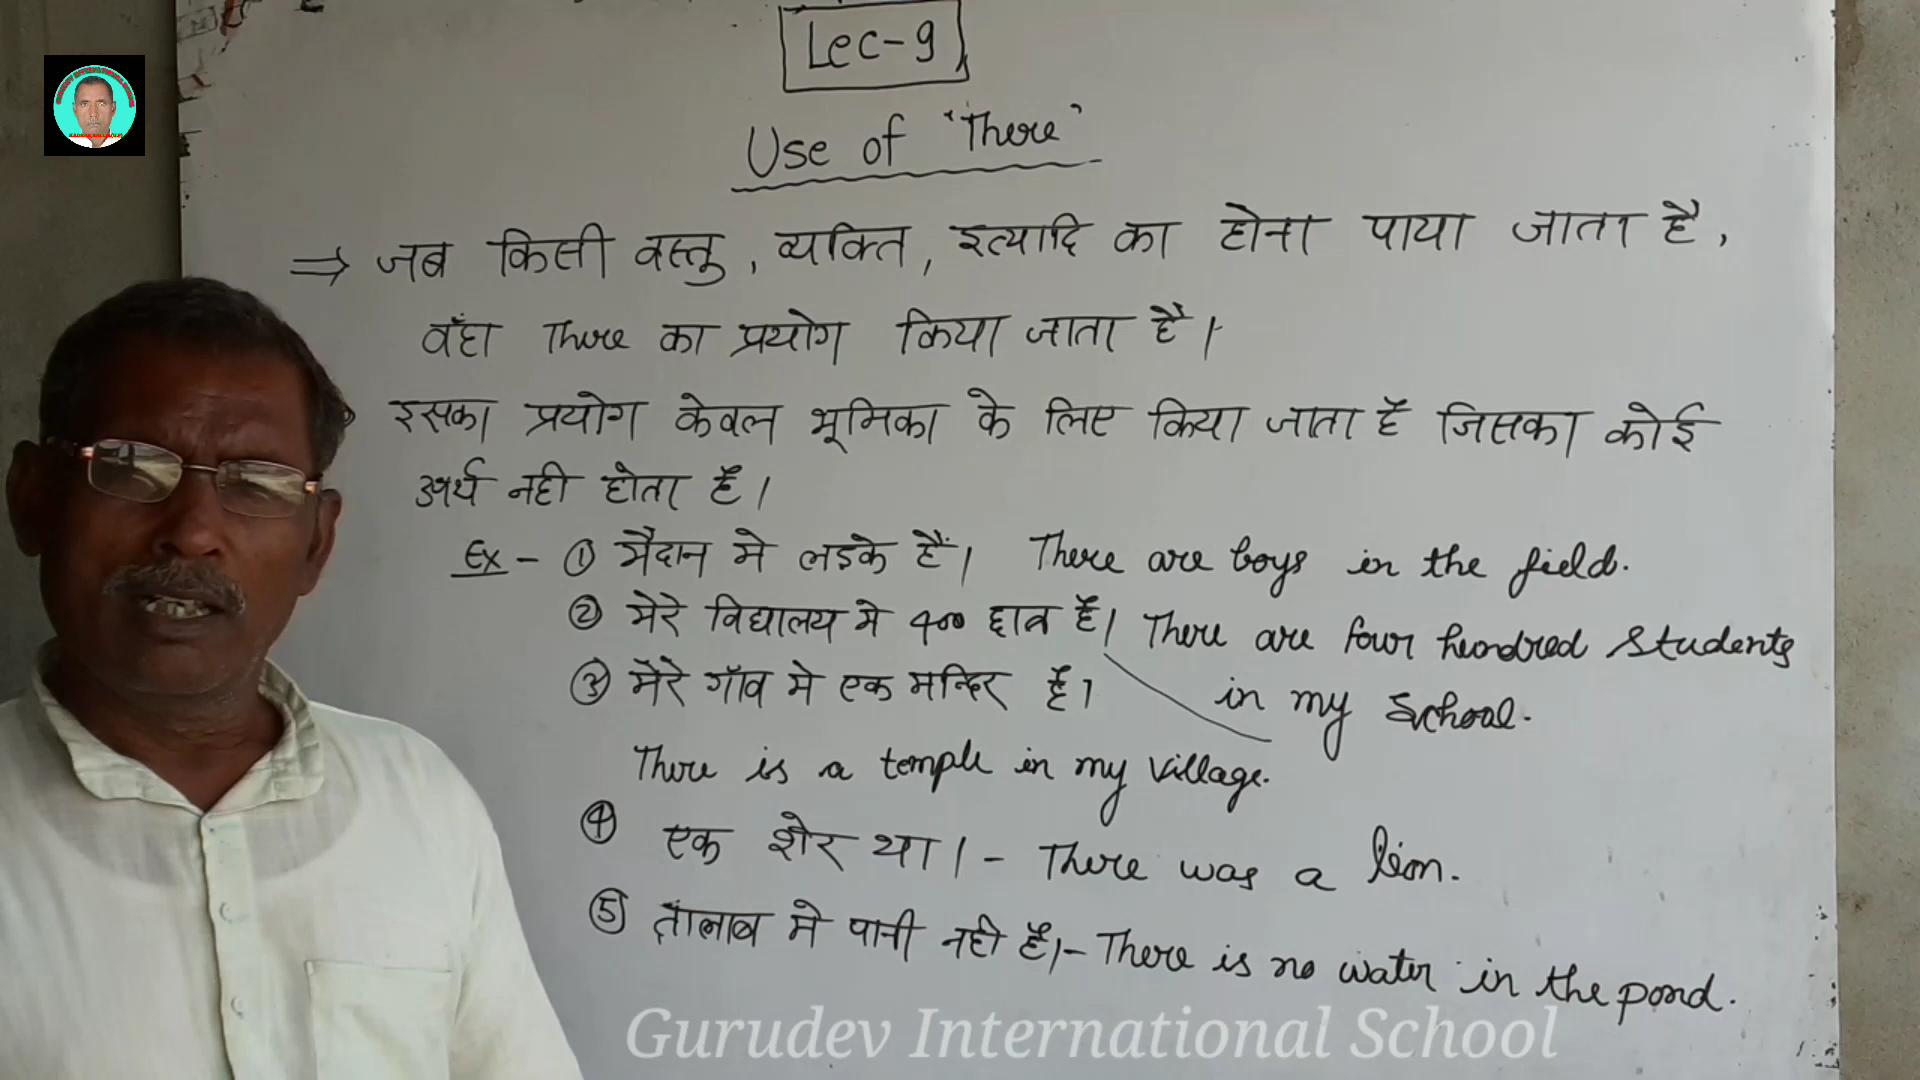 Lec-9
Use of "There"
⇒ जब किसी वस्तु, व्यक्ति, इत्यादि का होना पाया जाता है,
वहाँ There का प्रयोग किया जाता है।
इसका प्रयोग केवल भूमिका के लिए किया जाता हैं जिसका कोई
अर्थ नही होता हैं।
Ex - ① मैदान मे लड़के हैं। There are boys in the field.
② मेरे विद्यालय मे 400 छात्र हैं। There are four hundred students
in my School.
③ मेरे गाँव मे एक मन्दिर हैं।
There is a temple in my village.
④ एक शेर था। - There was a lion.
⑤ तालाब मे पानी नही हैं। - There is no water in the pond.
Gurudev International School